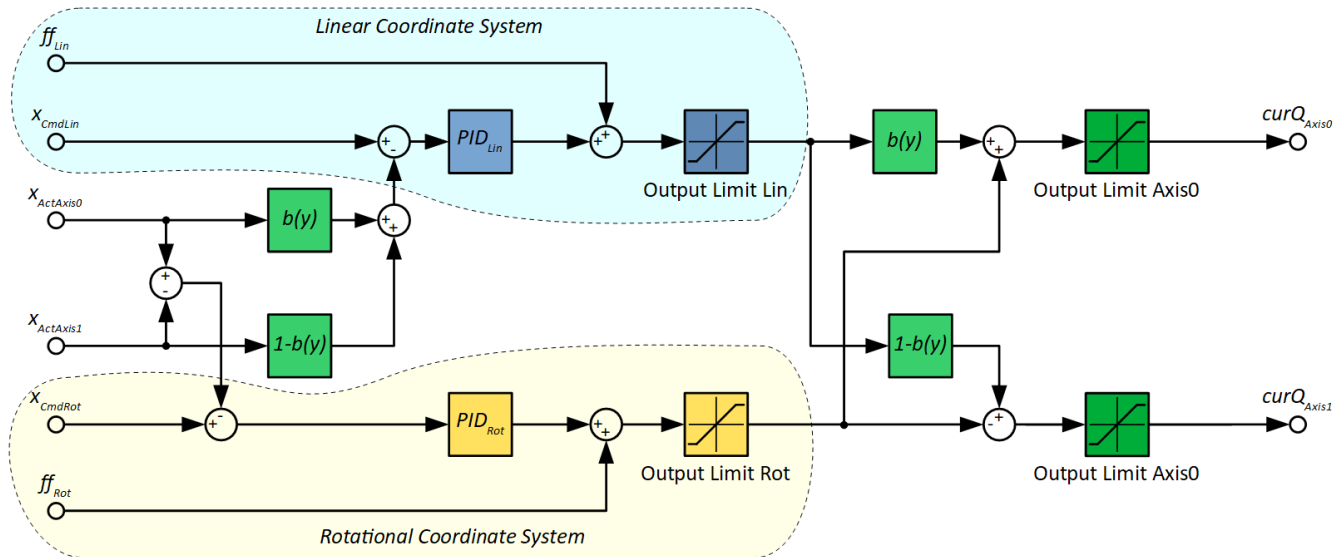 Linear Coordinate System
ff_Lin
x_CmdLin
+
-
PID_Lin
+
+
Output Limit Lin
b(y)
+
+
Output Limit Axis0
curQ_Axis0
x_ActAxis0
b(y)
+
+
+
-
x_ActAxis1
1-b(y)
1-b(y)
x_CmdRot
+
-
PID_Rot
+
+
Output Limit Rot
-
+
Output Limit Axis0
curQ_Axis1
ff_Rot
Rotational Coordinate System